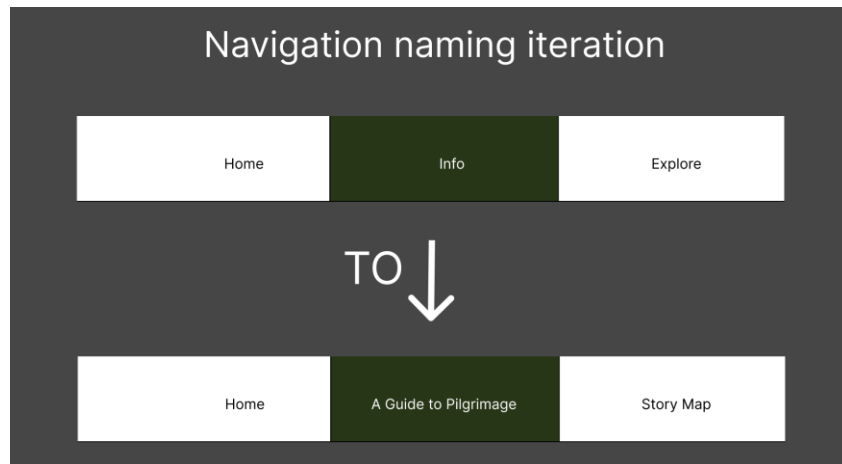 Navigation naming iteration
Home Info Explore
TO
Home A Guide to Pilgrimage Story Map